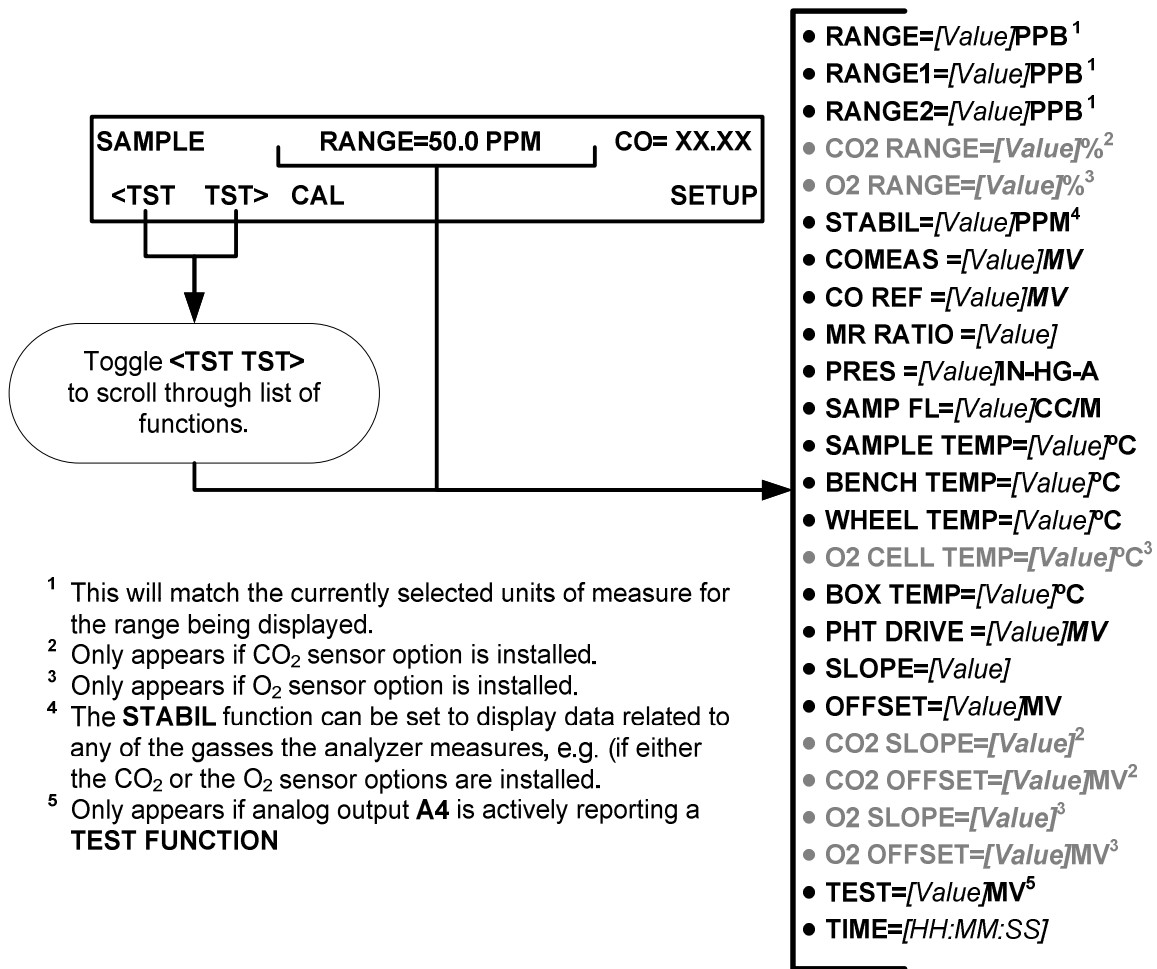 SAMPLE RANGE=50.0 PPM CO= XX.XX
<TST TST> CAL SETUP
Toggle <TST TST>
to scroll through list of
functions.
• RANGE=[Value]PPB¹
• RANGE1=[Value]PPB¹
• RANGE2=[Value]PPB¹
• CO2 RANGE=[Value]%²
• O2 RANGE=[Value]%³
• STABIL=[Value]PPM⁴
• COMEAS =[Value]MV
• CO REF =[Value]MV
• MR RATIO =[Value]
• PRES =[Value]IN-HG-A
• SAMP FL=[Value]CC/M
• SAMPLE TEMP=[Value]ºC
• BENCH TEMP=[Value]ºC
• WHEEL TEMP=[Value]ºC
• O2 CELL TEMP=[Value]ºC³
• BOX TEMP=[Value]ºC
• PHT DRIVE =[Value]MV
• SLOPE=[Value]
• OFFSET=[Value]MV
• CO2 SLOPE=[Value]²
• CO2 OFFSET=[Value]MV²
• O2 SLOPE=[Value]³
• O2 OFFSET=[Value]MV³
• TEST=[Value]MV⁵
• TIME=[HH:MM:SS]
¹ This will match the currently selected units of measure for
the range being displayed.
² Only appears if CO₂ sensor option is installed.
³ Only appears if O₂ sensor option is installed.
⁴ The STABIL function can be set to display data related to
any of the gasses the analyzer measures, e.g. (if either
the CO₂ or the O₂ sensor options are installed.
⁵ Only appears if analog output A4 is actively reporting a
TEST FUNCTION